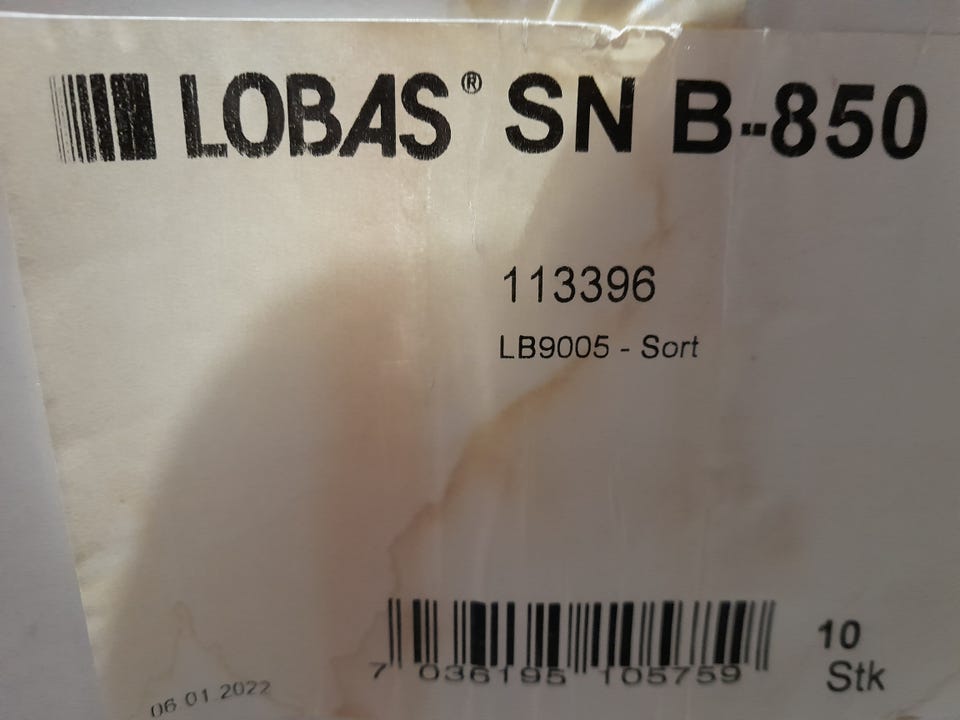 LOBAS® SN B-850
113396
LB9005 - Sort
7 036195 105759
10
Stk
06.01.2022